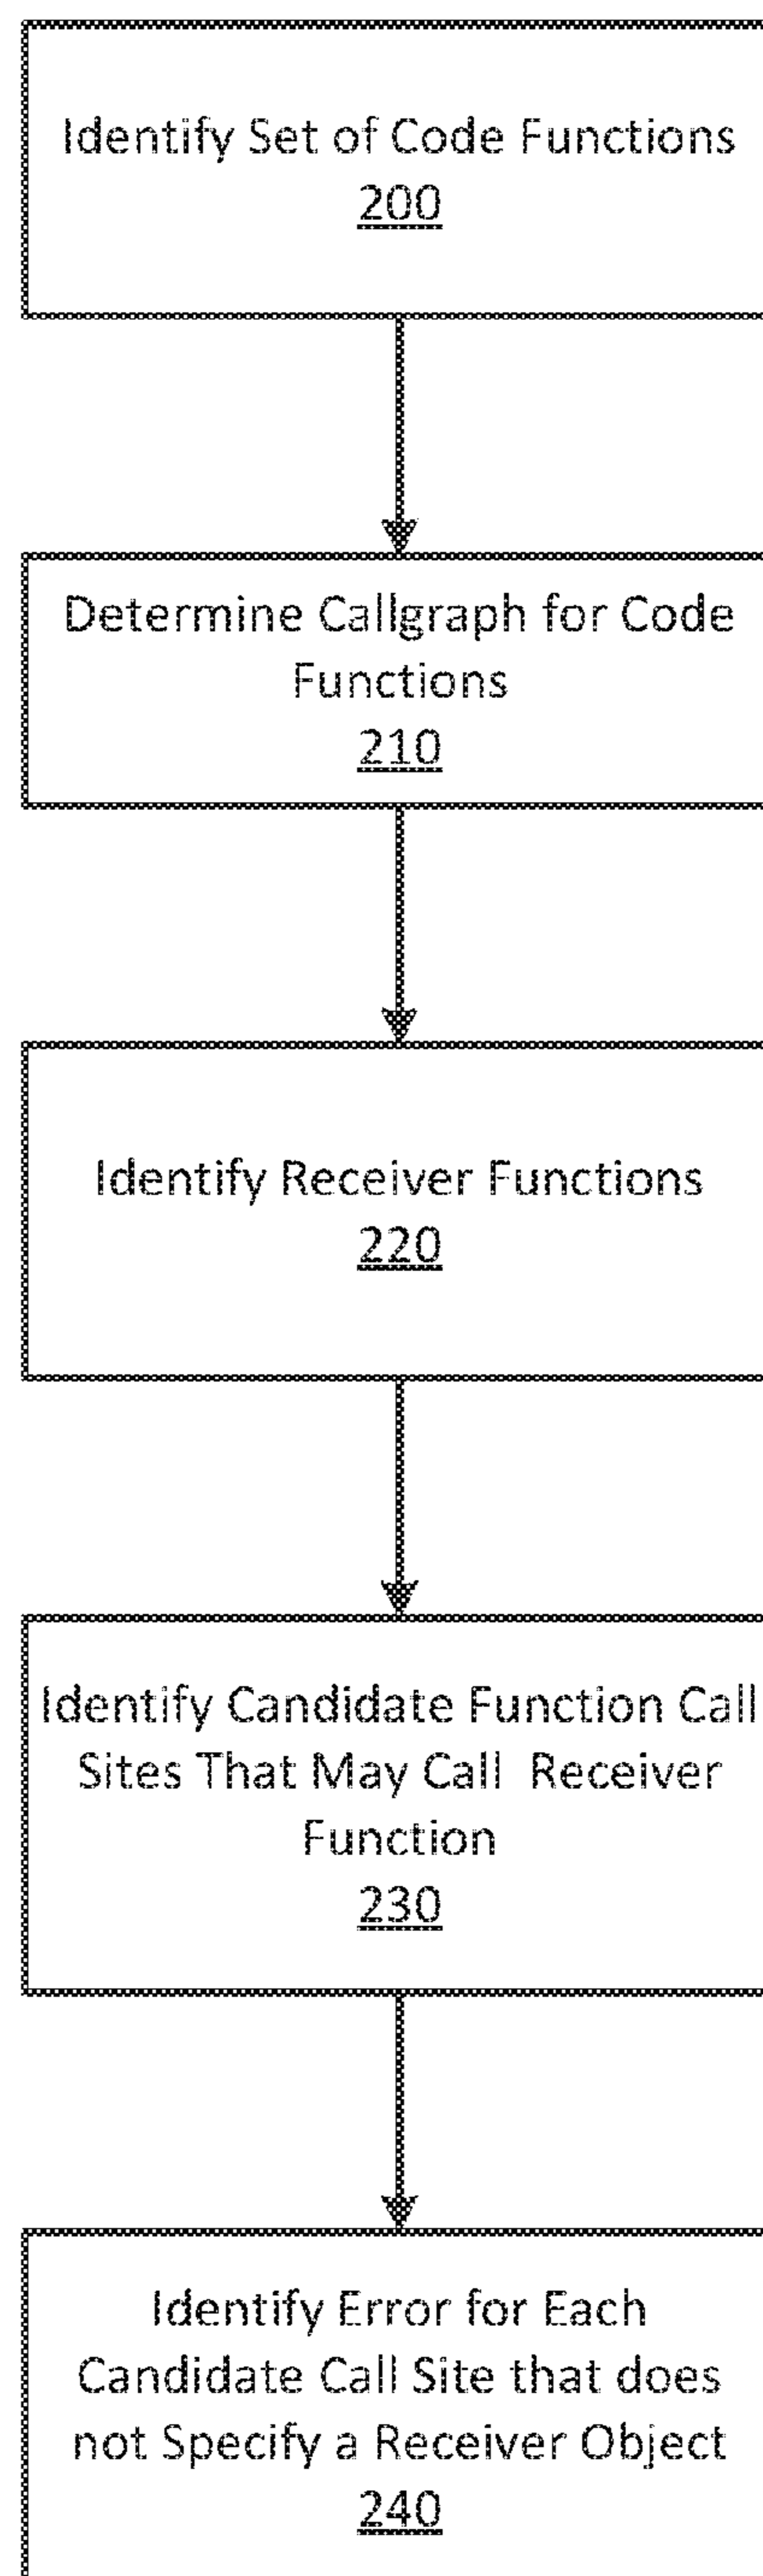 Identify Set of Code Functions
200
Determine Callgraph for Code
Functions
210
Identify Receiver Functions
220
Identify Candidate Function Call
Sites That May Call Receiver
Function
230
Identify Error for Each
Candidate Call Site that does
not Specify a Receiver Object
240